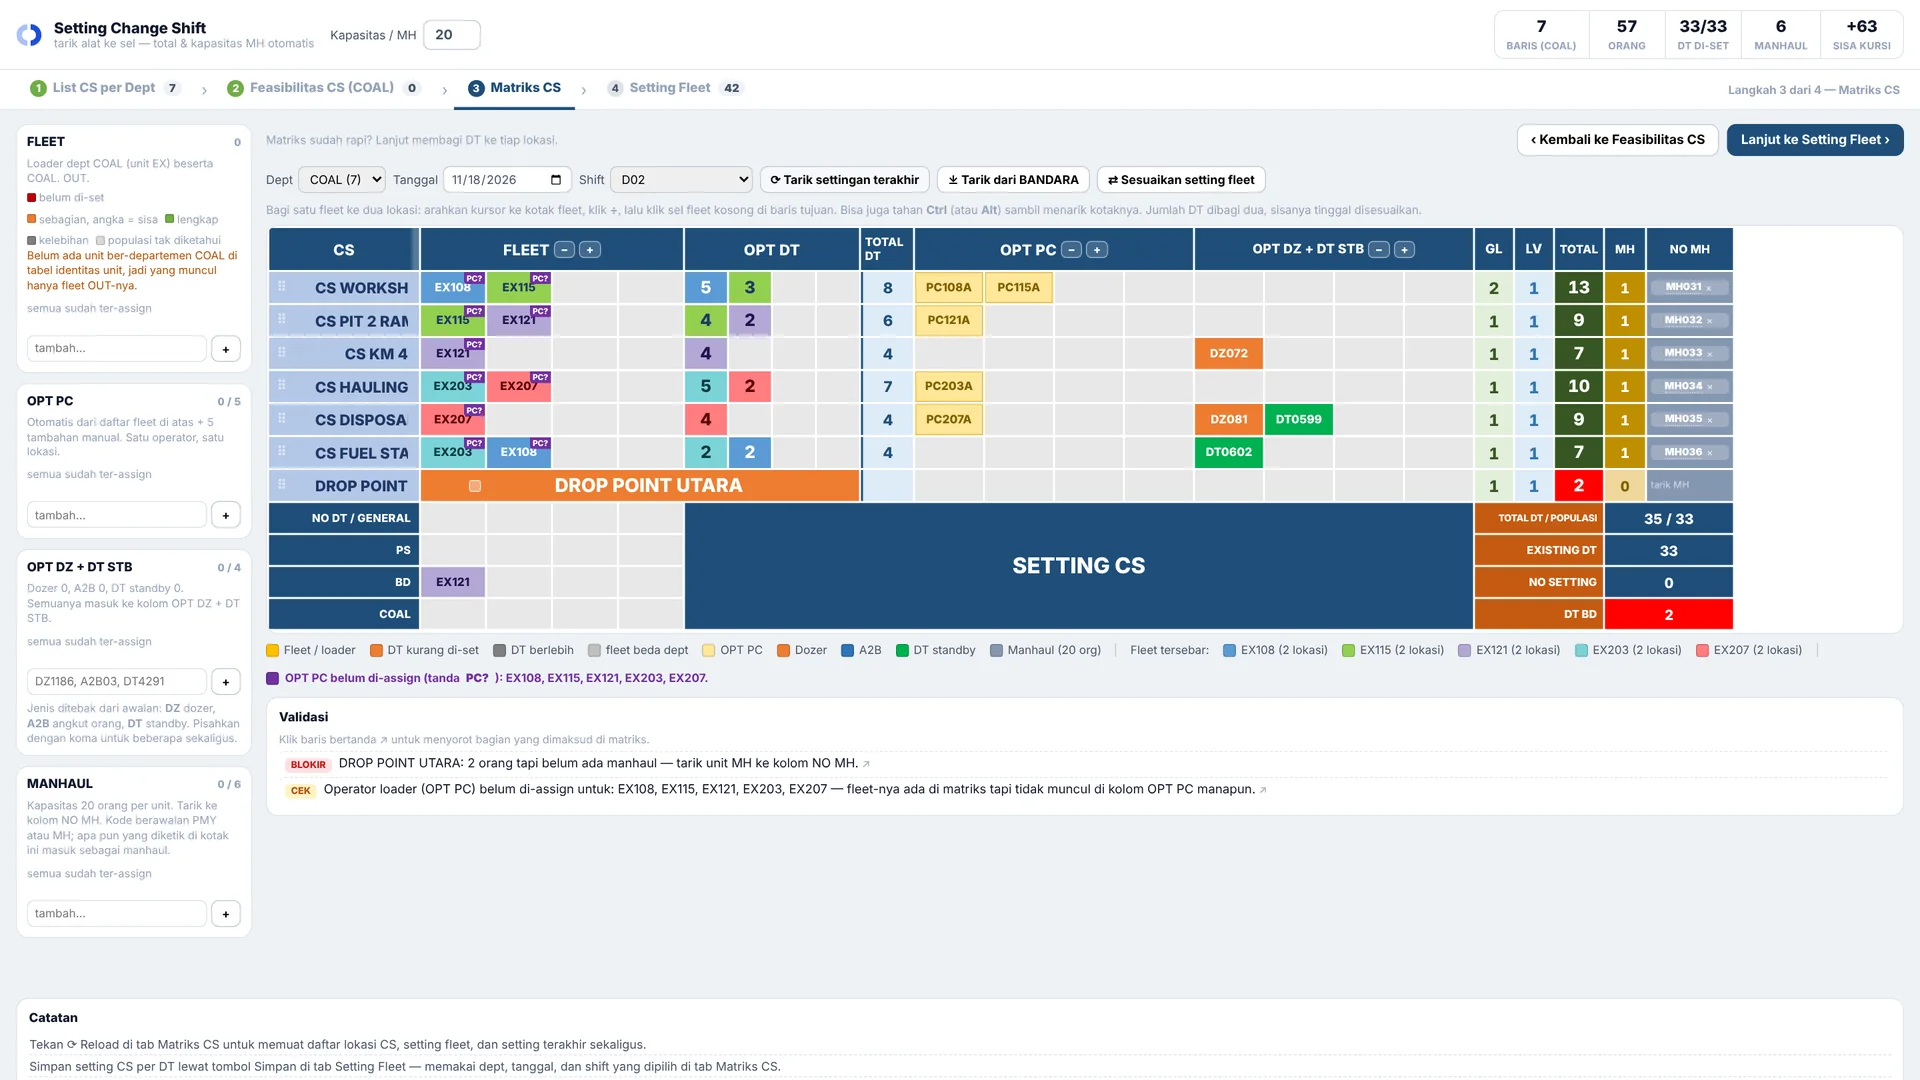 Setting Change Shift
tarik alat ke sel — total & kapasitas MH otomatis
Kapasitas / MH 20
7 BARIS (COAL)
57 ORANG
33/33 DT DI-SET
6 MANHAUL
+63 SISA KURSI
1 List CS per Dept 7 › 2 Feasibilitas CS (COAL) 0 › 3 Matriks CS › 4 Setting Fleet 42
Langkah 3 dari 4 — Matriks CS
FLEET 0
Loader dept COAL (unit EX) beserta
COAL. OUT.
belum di-set
sebagian, angka = sisa lengkap
kelebihan populasi tak diketahui
Belum ada unit ber-departemen COAL di
tabel identitas unit, jadi yang muncul
hanya fleet OUT-nya.
semua sudah ter-assign
tambah... +
OPT PC 0 / 5
Otomatis dari daftar fleet di atas + 5
tambahan manual. Satu operator, satu
lokasi.
semua sudah ter-assign
tambah... +
OPT DZ + DT STB 0 / 4
Dozer 0, A2B 0, DT standby 0.
Semuanya masuk ke kolom OPT DZ + DT
STB.
semua sudah ter-assign
DZ1186, A2B03, DT4291 +
Jenis ditebak dari awalan: DZ dozer,
A2B angkut orang, DT standby. Pisahkan
dengan koma untuk beberapa sekaligus.
MANHAUL 0 / 6
Kapasitas 20 orang per unit. Tarik ke
kolom NO MH. Kode berawalan PMY
atau MH; apa pun yang diketik di kotak
ini masuk sebagai manhaul.
semua sudah ter-assign
tambah... +
Matriks sudah rapi? Lanjut membagi DT ke tiap lokasi.
‹ Kembali ke Feasibilitas CS
Lanjut ke Setting Fleet ›
Dept COAL (7) Tanggal 11/18/2026 Shift D02 ⟳ Tarik settingan terakhir ⤓ Tarik dari BANDARA ⇄ Sesuaikan setting fleet
Bagi satu fleet ke dua lokasi: arahkan kursor ke kotak fleet, klik ÷, lalu klik sel fleet kosong di baris tujuan. Bisa juga tahan Ctrl (atau Alt) sambil menarik kotaknya. Jumlah DT dibagi dua, sisanya tinggal disesuaikan.
CS FLEET − + OPT DT TOTAL DT OPT PC − + OPT DZ + DT STB − + GL LV TOTAL MH NO MH
CS WORKSH EX108 PC? EX115 PC? 5 3 8 PC108A PC115A 2 1 13 1 MH031 ×
CS PIT 2 RAM EX115 PC? EX121 PC? 4 2 6 PC121A 1 1 9 1 MH032 ×
CS KM 4 EX121 PC? 4 4 DZ072 1 1 7 1 MH033 ×
CS HAULING EX203 PC? EX207 PC? 5 2 7 PC203A 1 1 10 1 MH034 ×
CS DISPOSA EX207 PC? 4 4 PC207A DZ081 DT0599 1 1 9 1 MH035 ×
CS FUEL STA EX203 PC? EX108 PC? 2 2 4 DT0602 1 1 7 1 MH036 ×
DROP POINT DROP POINT UTARA 1 1 2 0 tarik MH
NO DT / GENERAL
PS
BD EX121
COAL
SETTING CS
TOTAL DT / POPULASI 35 / 33
EXISTING DT 33
NO SETTING 0
DT BD 2
Fleet / loader DT kurang di-set DT berlebih fleet beda dept OPT PC Dozer A2B DT standby Manhaul (20 org) Fleet tersebar: EX108 (2 lokasi) EX115 (2 lokasi) EX121 (2 lokasi) EX203 (2 lokasi) EX207 (2 lokasi)
OPT PC belum di-assign (tanda PC? ): EX108, EX115, EX121, EX203, EX207.
Validasi
Klik baris bertanda ↗ untuk menyorot bagian yang dimaksud di matriks.
BLOKIR DROP POINT UTARA: 2 orang tapi belum ada manhaul — tarik unit MH ke kolom NO MH. ↗
CEK Operator loader (OPT PC) belum di-assign untuk: EX108, EX115, EX121, EX203, EX207 — fleet-nya ada di matriks tapi tidak muncul di kolom OPT PC manapun. ↗
Catatan
Tekan ⟳ Reload di tab Matriks CS untuk memuat daftar lokasi CS, setting fleet, dan setting terakhir sekaligus.
Simpan setting CS per DT lewat tombol Simpan di tab Setting Fleet — memakai dept, tanggal, dan shift yang dipilih di tab Matriks CS.